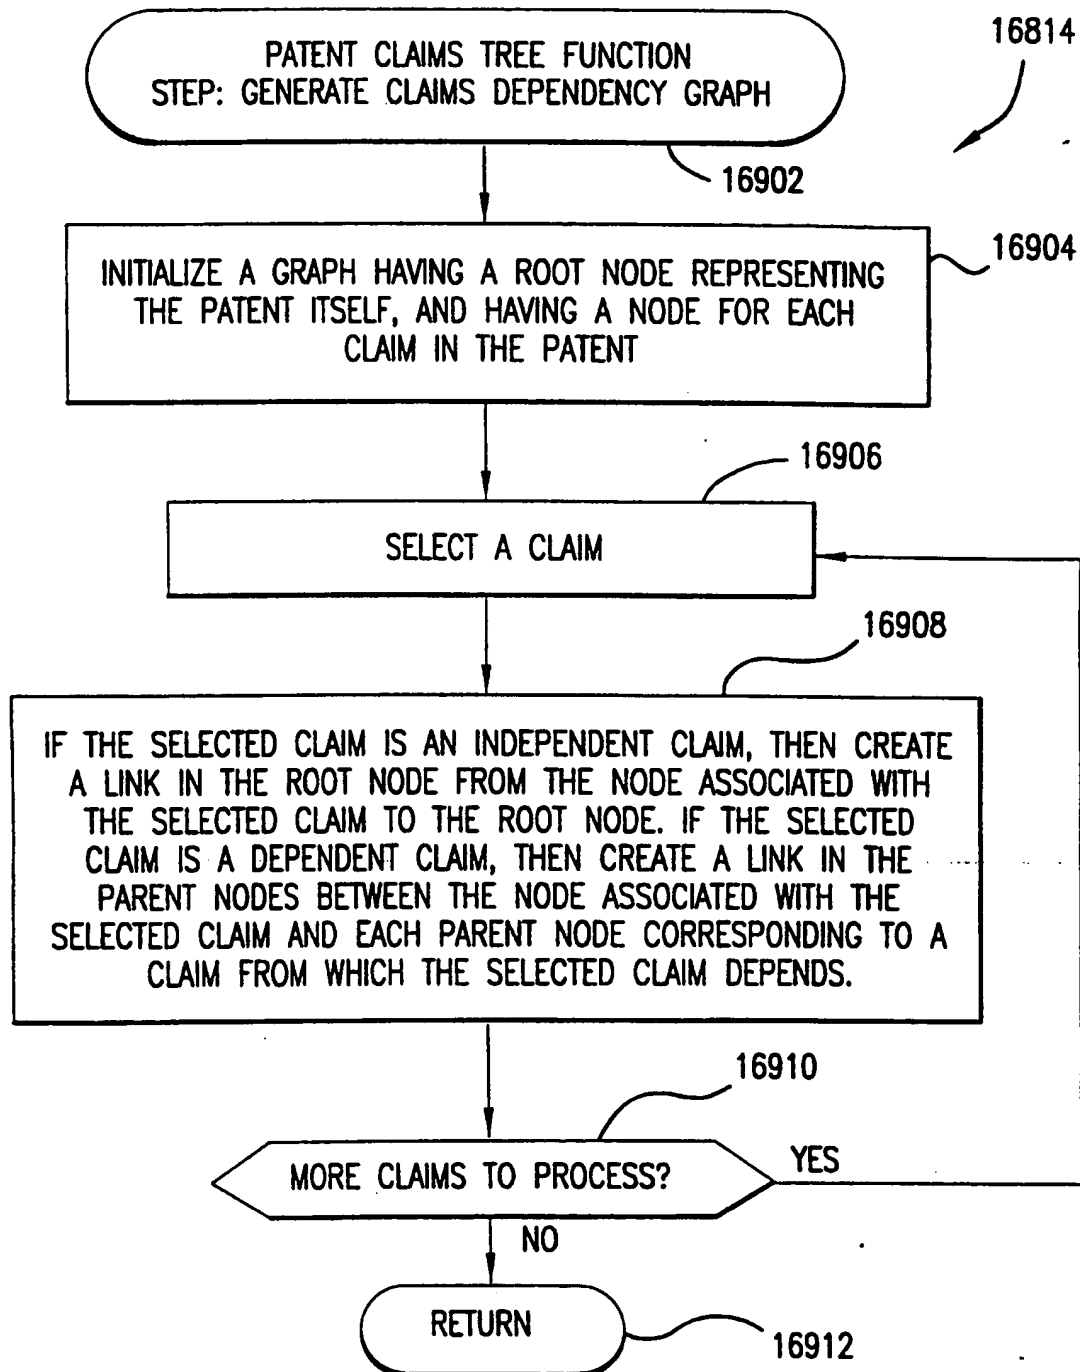 16814
PATENT CLAIMS TREE FUNCTION
STEP: GENERATE CLAIMS DEPENDENCY GRAPH
16902
16904
INITIALIZE A GRAPH HAVING A ROOT NODE REPRESENTING
THE PATENT ITSELF, AND HAVING A NODE FOR EACH
CLAIM IN THE PATENT
16906
SELECT A CLAIM
16908
IF THE SELECTED CLAIM IS AN INDEPENDENT CLAIM, THEN CREATE
A LINK IN THE ROOT NODE FROM THE NODE ASSOCIATED WITH
THE SELECTED CLAIM TO THE ROOT NODE. IF THE SELECTED
CLAIM IS A DEPENDENT CLAIM, THEN CREATE A LINK IN THE
PARENT NODES BETWEEN THE NODE ASSOCIATED WITH THE
SELECTED CLAIM AND EACH PARENT NODE CORRESPONDING TO A
CLAIM FROM WHICH THE SELECTED CLAIM DEPENDS.
16910
MORE CLAIMS TO PROCESS?
YES
NO
RETURN
16912